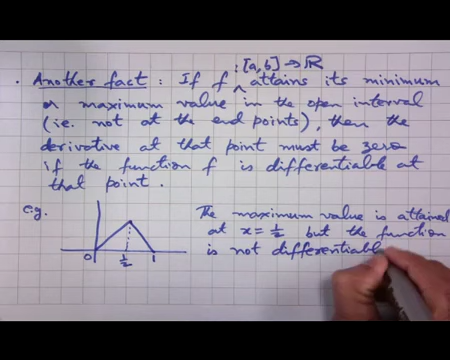 : [a, b] → ℝ
• Another fact : If f ^ attains its minimum
or maximum value in the open interval
(i.e. not at the end points), then the
derivative at that point must be zero
if the function f is differentiable at
that point.
e.g.
The maximum value is attained
at x = 1/2 but the function
is not differentiable
0 1/2 1